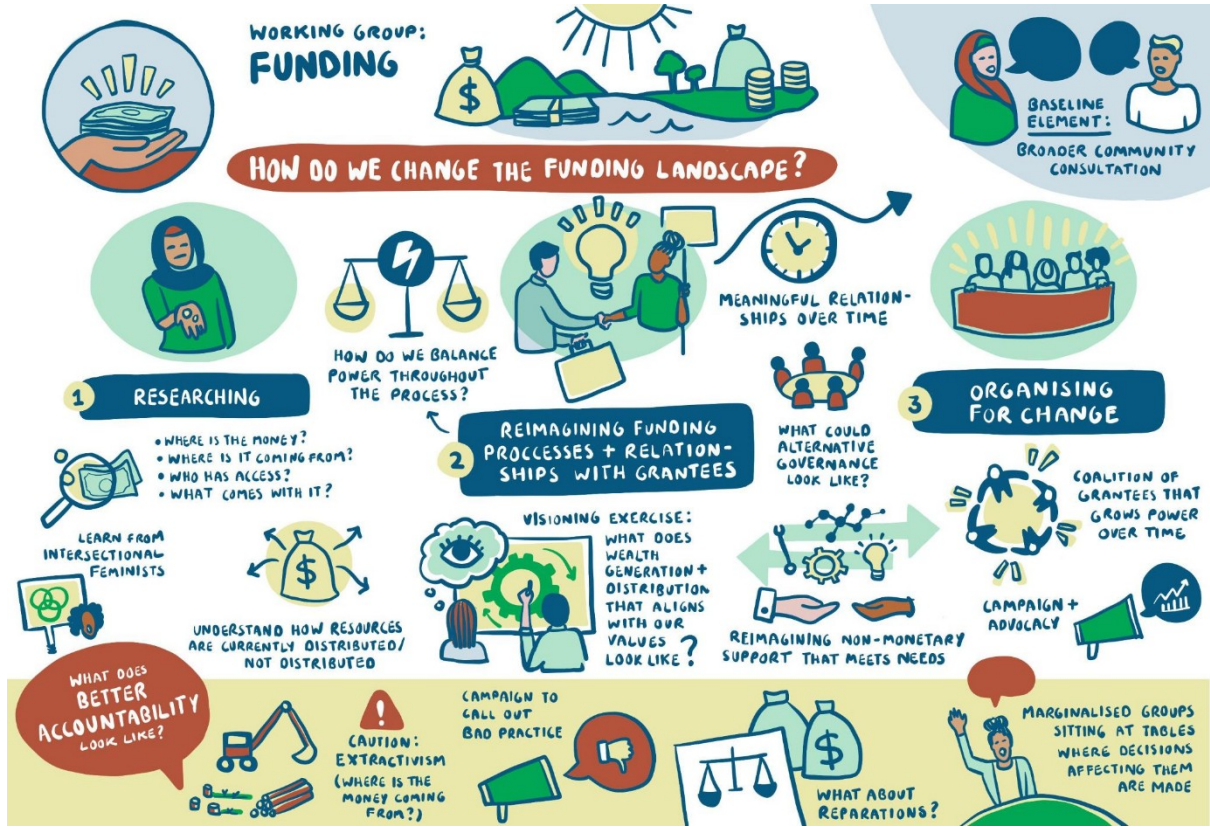 WORKING GROUP:
FUNDING
BASELINE
ELEMENT:
BROADER COMMUNITY
CONSULTATION
HOW DO WE CHANGE THE FUNDING LANDSCAPE?
HOW DO WE BALANCE
POWER THROUGHOUT
THE PROCESS?
MEANINGFUL RELATION-
SHIPS OVER TIME
1 RESEARCHING
• WHERE IS THE MONEY?
• WHERE IS IT COMING FROM?
• WHO HAS ACCESS?
• WHAT COMES WITH IT?
LEARN FROM
INTERSECTIONAL
FEMINISTS
$
UNDERSTAND HOW RESOURCES
ARE CURRENTLY DISTRIBUTED/
NOT DISTRIBUTED
2 REIMAGINING FUNDING
PROCCESSES + RELATION-
SHIPS WITH GRANTEES
VISIONING EXERCISE:
WHAT DOES
WEALTH
GENERATION +
DISTRIBUTION
THAT ALIGNS
WITH OUR
VALUES
LOOK LIKE?
WHAT COULD
ALTERNATIVE
GOVERNANCE
LOOK LIKE?
REIMAGINING NON-MONETARY
SUPPORT THAT MEETS NEEDS
3 ORGANISING
FOR CHANGE
COALITION OF
GRANTEES THAT
GROWS POWER
OVER TIME
CAMPAIGN +
ADVOCACY
WHAT DOES
BETTER
ACCOUNTABILITY
LOOK LIKE?
!
CAUTION:
EXTRACTIVISM
(WHERE IS THE
MONEY COMING
FROM?)
CAMPAIGN TO
CALL OUT
BAD PRACTICE
$
WHAT ABOUT
REPARATIONS?
MARGINALISED GROUPS
SITTING AT TABLES
WHERE DECISIONS
AFFECTING THEM
ARE MADE
$